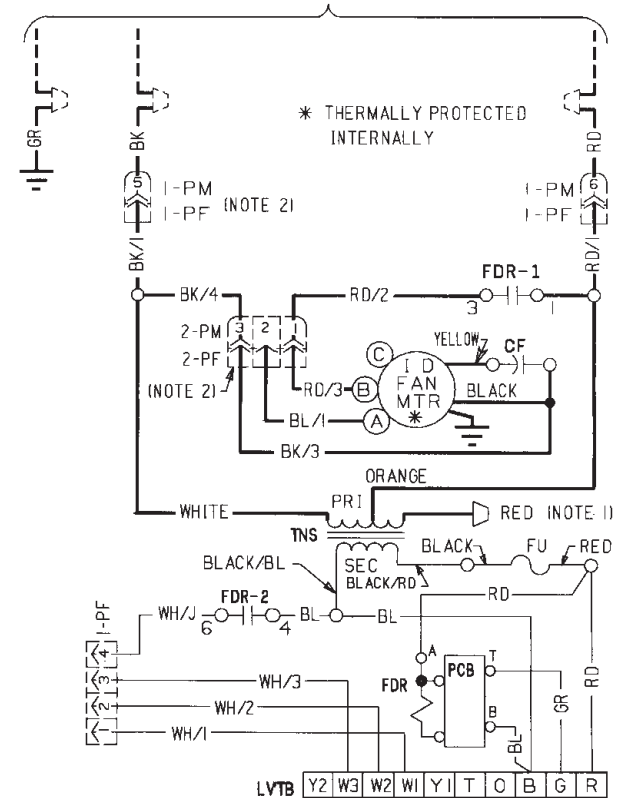 GR
BK
RD
* THERMALLY PROTECTED
INTERNALLY
5
1-PM
1-PF
(NOTE 2)
1-PM
1-PF
6
BK/1
RD/1
FDR-1
BK/4
RD/2
3
1
2-PM
2-PF
3
2
1
(NOTE 2)
YELLOW
CF
C
B
A
I D
FAN
MTR
*
RD/3
BL/1
BLACK
BK/3
ORANGE
PRI
WHITE
RED (NOTE 1)
TNS
BLACK/BL
SEC
BLACK/RD
BLACK
FU
RED
1-PF
WH/J
FDR-2
6
4
BL
BL
RD
4
3
2
1
WH/3
WH/2
WH/1
A
FDR
PCB
T
B
BL
GR
RD
LVTB
Y2 W3 W2 W1 Y1 T O B G R